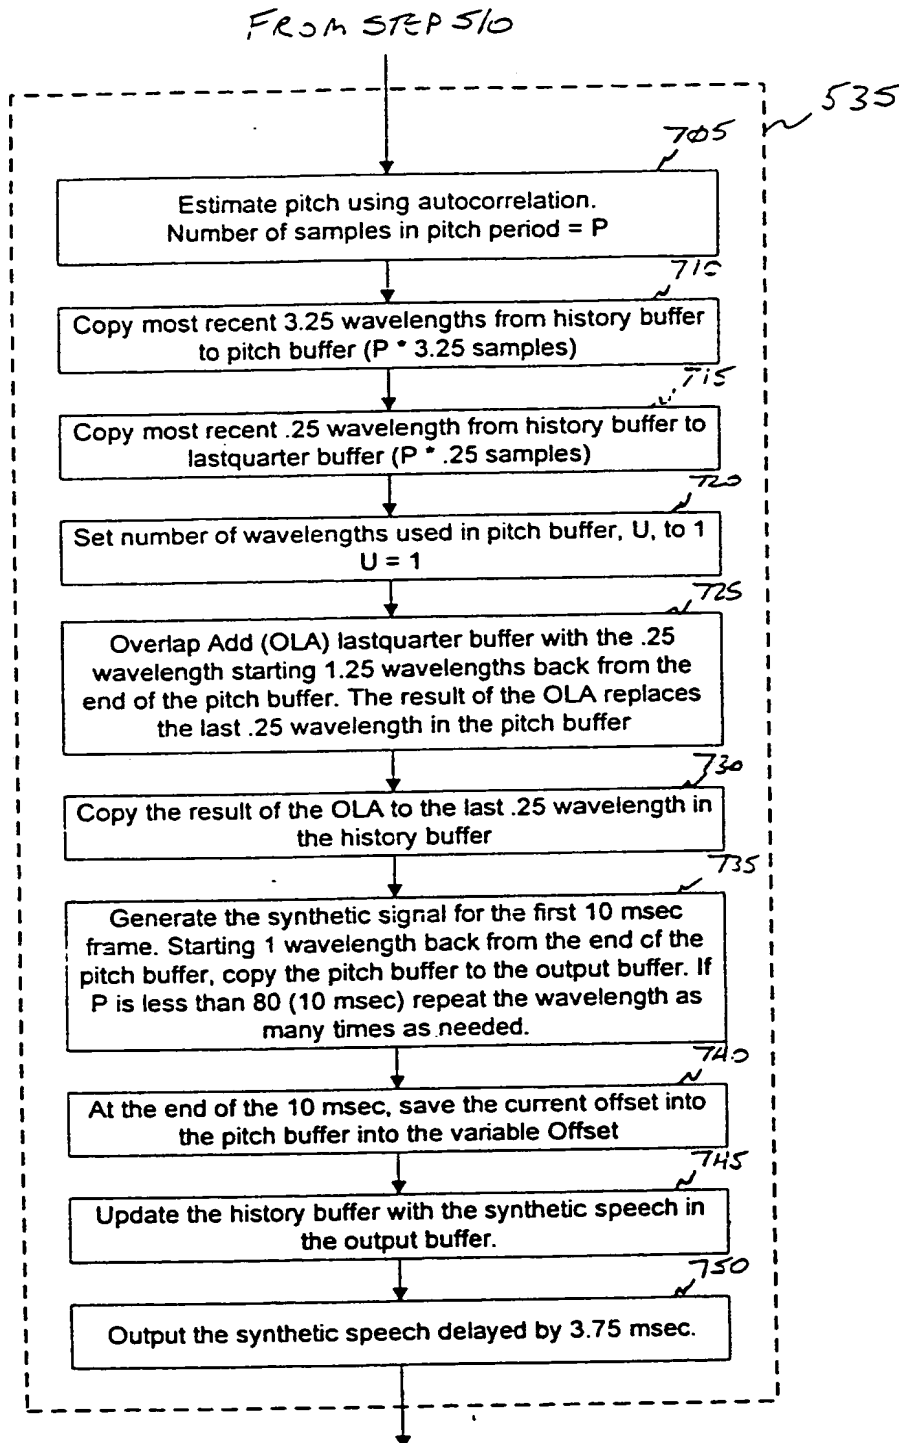 FROM STEP 510
535
705
Estimate pitch using autocorrelation.
Number of samples in pitch period = P
710
Copy most recent 3.25 wavelengths from history buffer
to pitch buffer (P * 3.25 samples)
715
Copy most recent .25 wavelength from history buffer to
lastquarter buffer (P * .25 samples)
720
Set number of wavelengths used in pitch buffer, U, to 1
U = 1
725
Overlap Add (OLA) lastquarter buffer with the .25
wavelength starting 1.25 wavelengths back from the
end of the pitch buffer. The result of the OLA replaces
the last .25 wavelength in the pitch buffer
730
Copy the result of the OLA to the last .25 wavelength in
the history buffer
735
Generate the synthetic signal for the first 10 msec
frame. Starting 1 wavelength back from the end of the
pitch buffer, copy the pitch buffer to the output buffer. If
P is less than 80 (10 msec) repeat the wavelength as
many times as needed.
740
At the end of the 10 msec, save the current offset into
the pitch buffer into the variable Offset
745
Update the history buffer with the synthetic speech in
the output buffer.
750
Output the synthetic speech delayed by 3.75 msec.